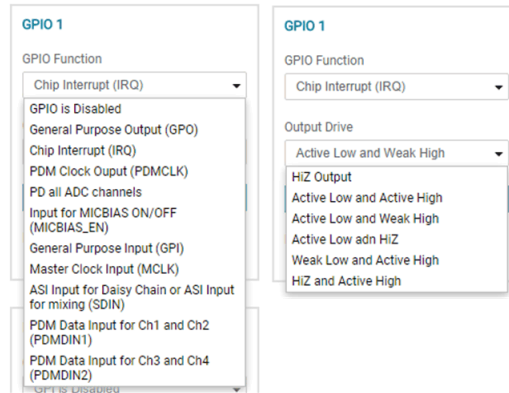 GPIO 1
GPIO Function
Chip Interrupt (IRQ)
GPIO is Disabled
General Purpose Output (GPO)
Chip Interrupt (IRQ)
PDM Clock Ouput (PDMCLK)
PD all ADC channels
Input for MICBIAS ON/OFF
(MICBIAS_EN)
General Purpose Input (GPI)
Master Clock Input (MCLK)
ASI Input for Daisy Chain or ASI Input
for mixing (SDIN)
PDM Data Input for Ch1 and Ch2
(PDMDIN1)
PDM Data Input for Ch3 and Ch4
(PDMDIN2)
GPI is Disabled
GPIO 1
GPIO Function
Chip Interrupt (IRQ)
Output Drive
Active Low and Weak High
HiZ Output
Active Low and Active High
Active Low and Weak High
Active Low adn HiZ
Weak Low and Active High
HiZ and Active High